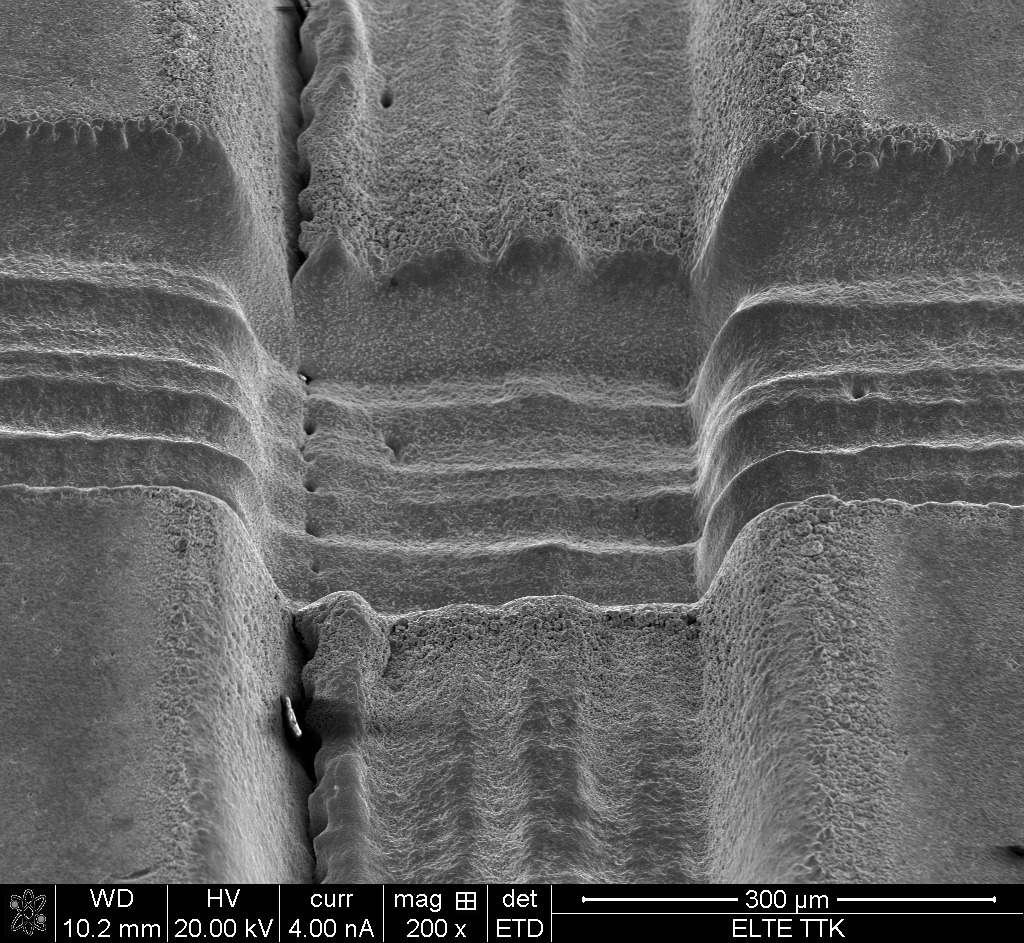 WD HV curr mag det 300 µm
10.2 mm 20.00 kV 4.00 nA 200 x ETD ELTE TTK